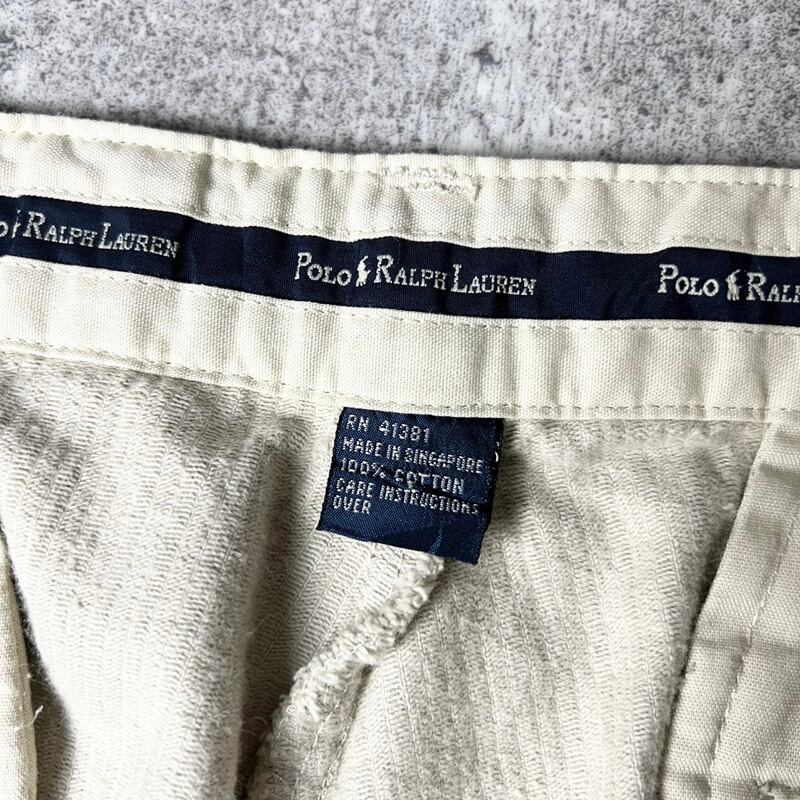 RALPH LAUREN POLO RALPH LAUREN POLO
RN 41381
MADE IN SINGAPORE
100% COTTON
CARE INSTRUCTIONS
OVER